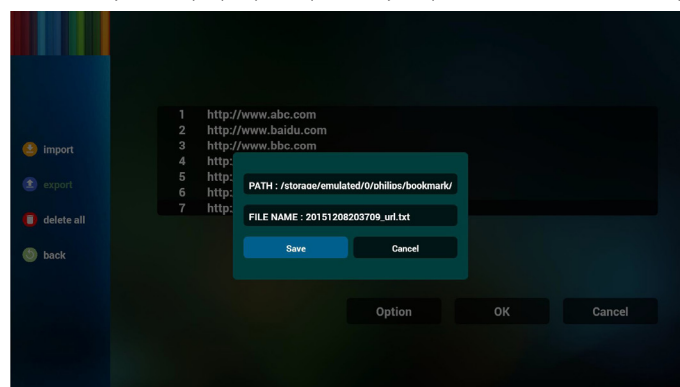 1 http://www.abc.com
2 http://www.baidu.com
3 http://www.bbc.com
4 http:
5 http:
6 http:
7 http:
import
export
delete all
back
PATH : /storage/emulated/0/philips/bookmark/
FILE NAME : 20151208203709_url.txt
Save Cancel
Option OK Cancel